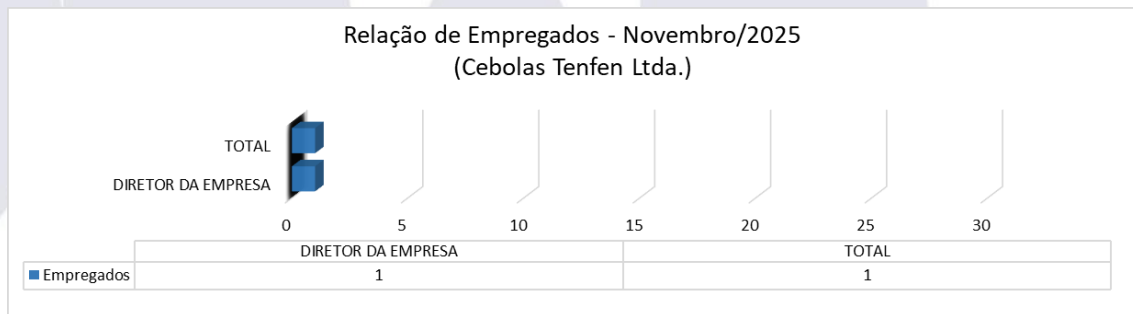 Relação de Empregados - Novembro/2025
(Cebolas Tenfen Ltda.)
TOTAL
DIRETOR DA EMPRESA
0 5 10 15 20 25 30
DIRETOR DA EMPRESA TOTAL
Empregados 1 1